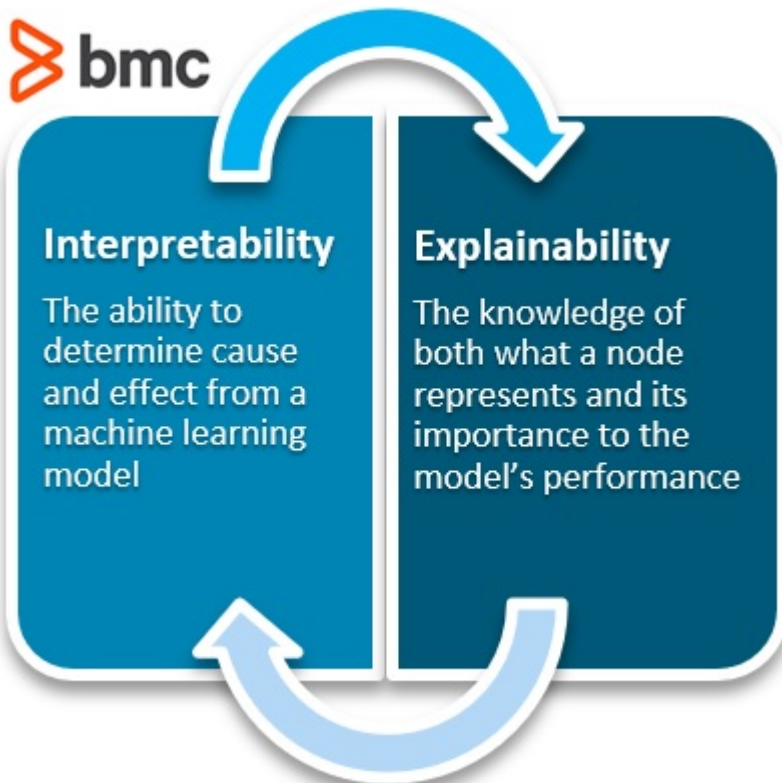 bmc
Interpretability
The ability to
determine cause
and effect from a
machine learning
model
Explainability
The knowledge of
both what a node
represents and its
importance to the
model’s performance